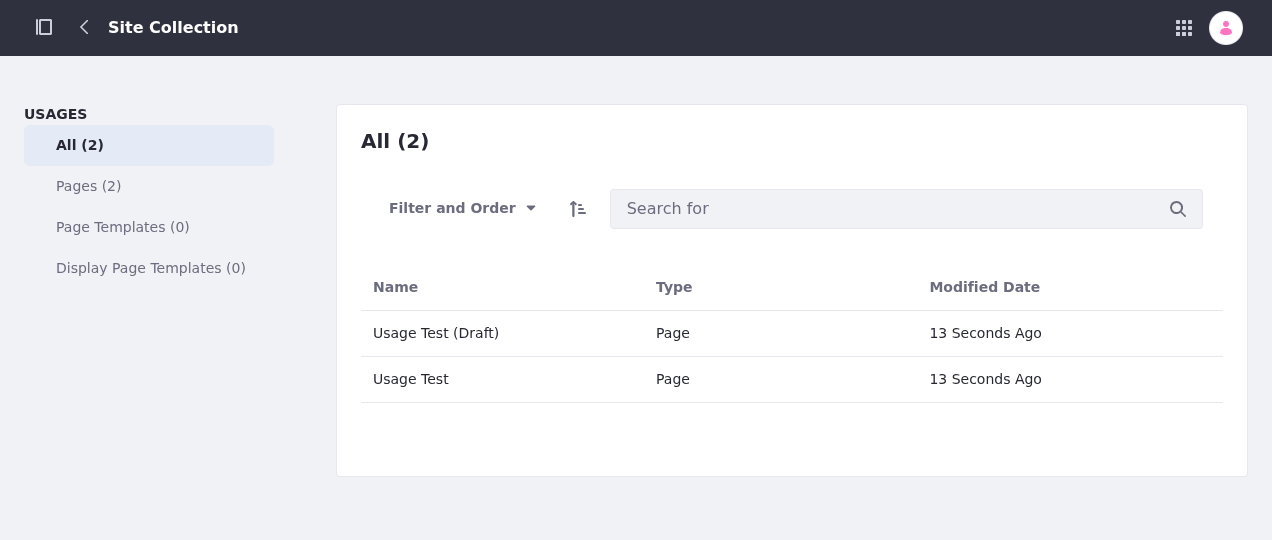 Site Collection
USAGES
All (2)
Pages (2)
Page Templates (0)
Display Page Templates (0)
All (2)
Filter and Order
Search for
Name Type Modified Date
Usage Test (Draft) Page 13 Seconds Ago
Usage Test Page 13 Seconds Ago